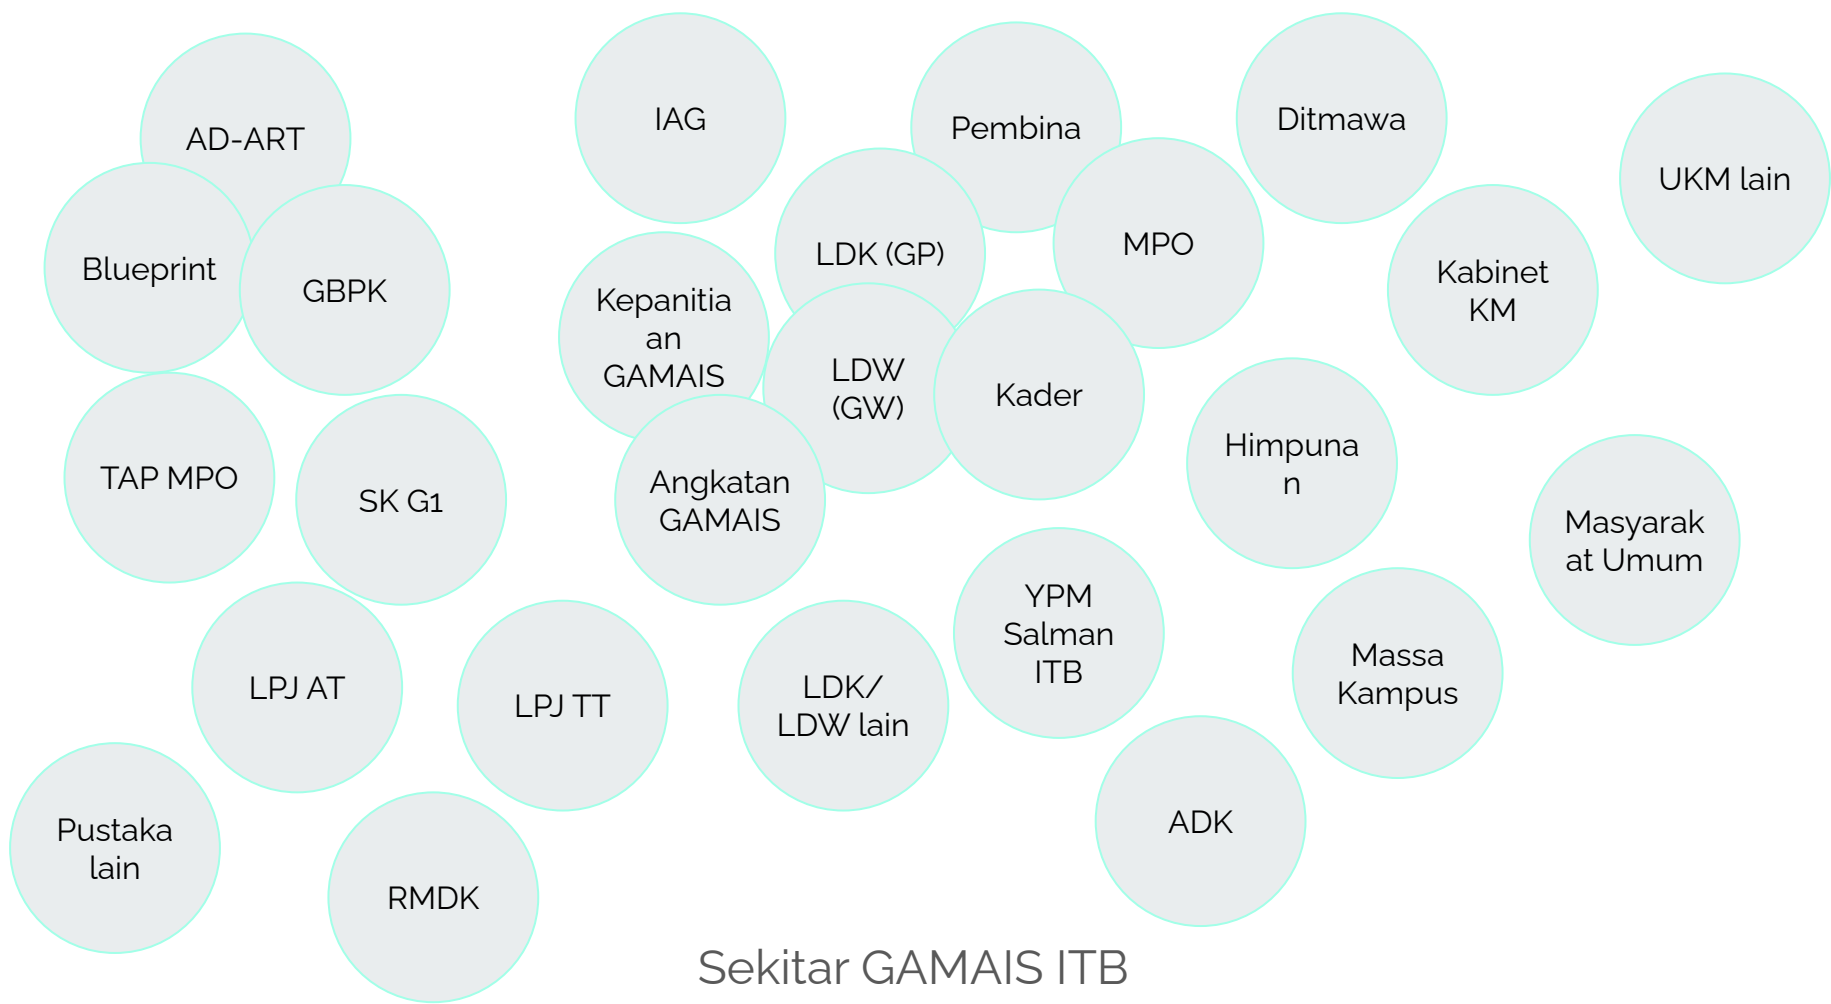 AD-ART
Blueprint
GBPK
TAP MPO
SK G1
LPJ AT
LPJ TT
Pustaka
lain
RMDK
IAG
Pembina
LDK (GP)
MPO
Kepanitia
an
GAMAIS
LDW
(GW)
Kader
Angkatan
GAMAIS
LDK/
LDW lain
YPM
Salman
ITB
ADK
Ditmawa
UKM lain
Kabinet
KM
Himpuna
n
Masyarak
at Umum
Massa
Kampus
Sekitar GAMAIS ITB